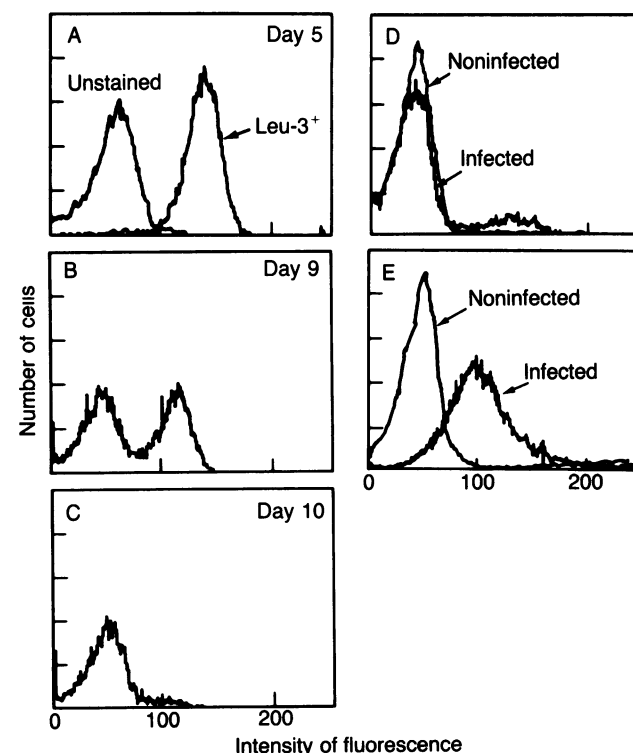 A Day 5
Unstained
Leu-3+
B Day 9
C Day 10
0 100 200
D
Noninfected
Infected
E
Noninfected
Infected
0 100 200
Number of cells
Intensity of fluorescence